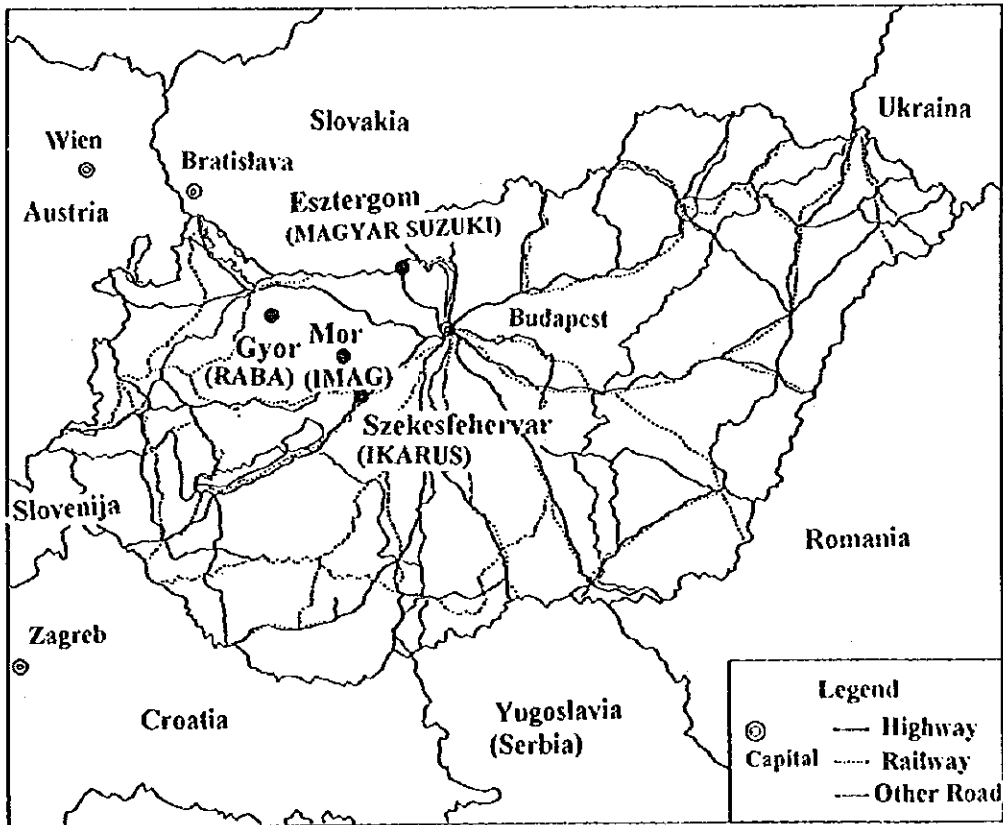 Ukraina
Slovakia
Wien
Bratislava
Austria
Esztergom
(MAGYAR SUZUKI)
Budapest
Gyor Mor
(RABA) (IMAG)
Szekesfehervar
(IKARUS)
Slovenija
Romania
Zagreb
Croatia
Yugoslavia
(Serbia)
Legend
Highway
Capital
Railway
Other Road